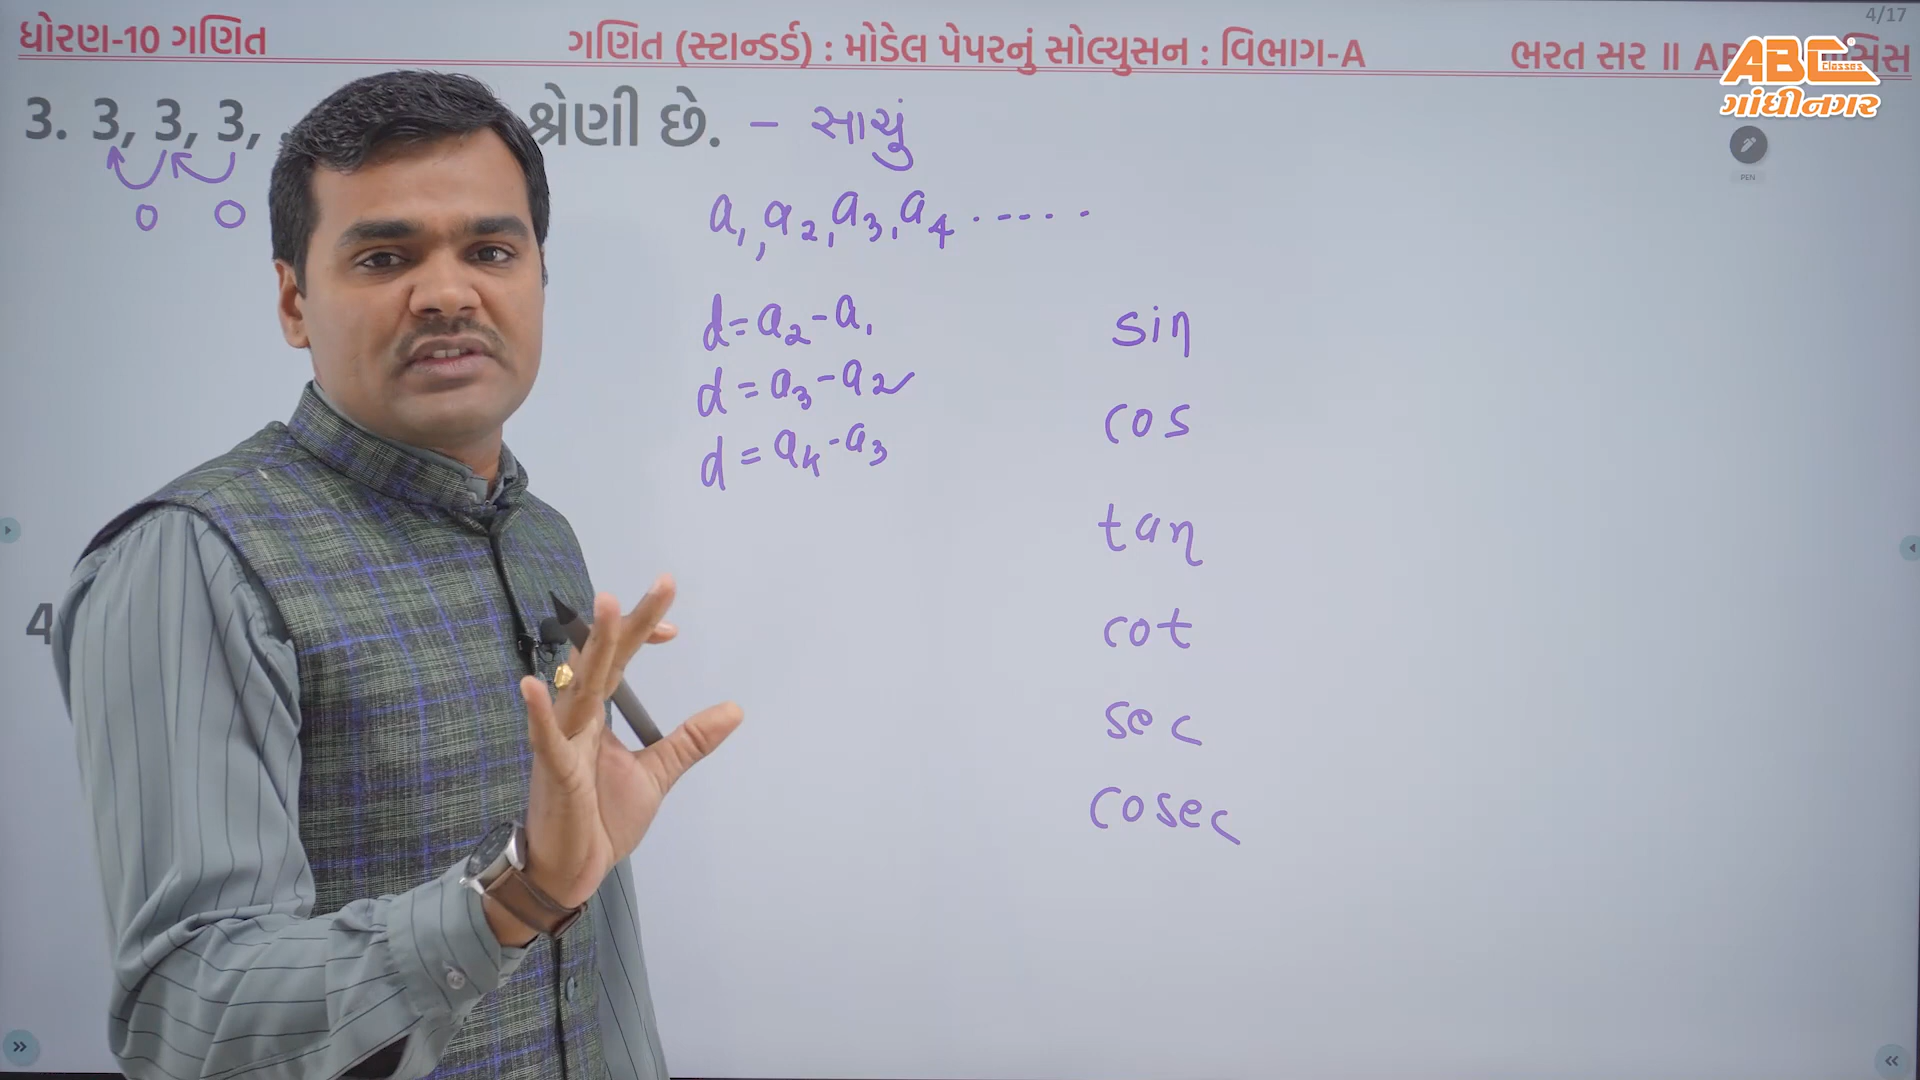 4/17
ધોરણ-10 ગણિત
ગણિત (સ્ટાન્ડર્ડ) : મોડેલ પેપરનું સોલ્યુસન : વિભાગ-A
ભરત સર ॥ AB
ABC
Classes
ગાંધીનગર
PEN
3. 3, 3, 3, . શ્રેણી છે. – સાચું
0 0
a₁, a₂, a₃, a₄ . - - - . .
d = a₂ - a₁
d = a₃ - a₂
d = a₄ - a₃
sin
cos
tan
cot
sec
cosec
4